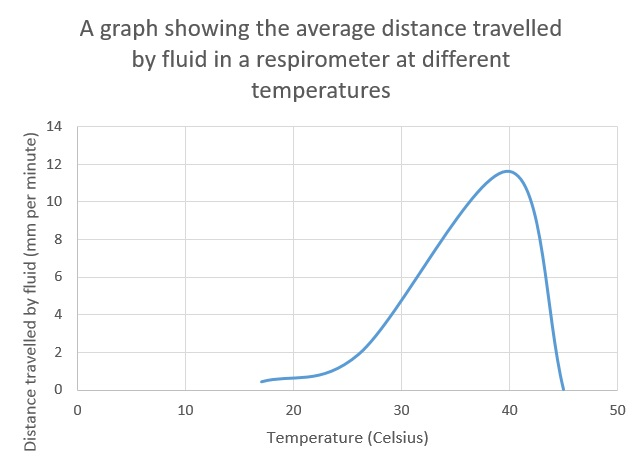 A graph showing the average distance travelled
by fluid in a respirometer at different
temperatures
Distance travelled by fluid (mm per minute)
14
12
10
8
6
4
2
0
0 10 20 30 40 50
Temperature (Celsius)